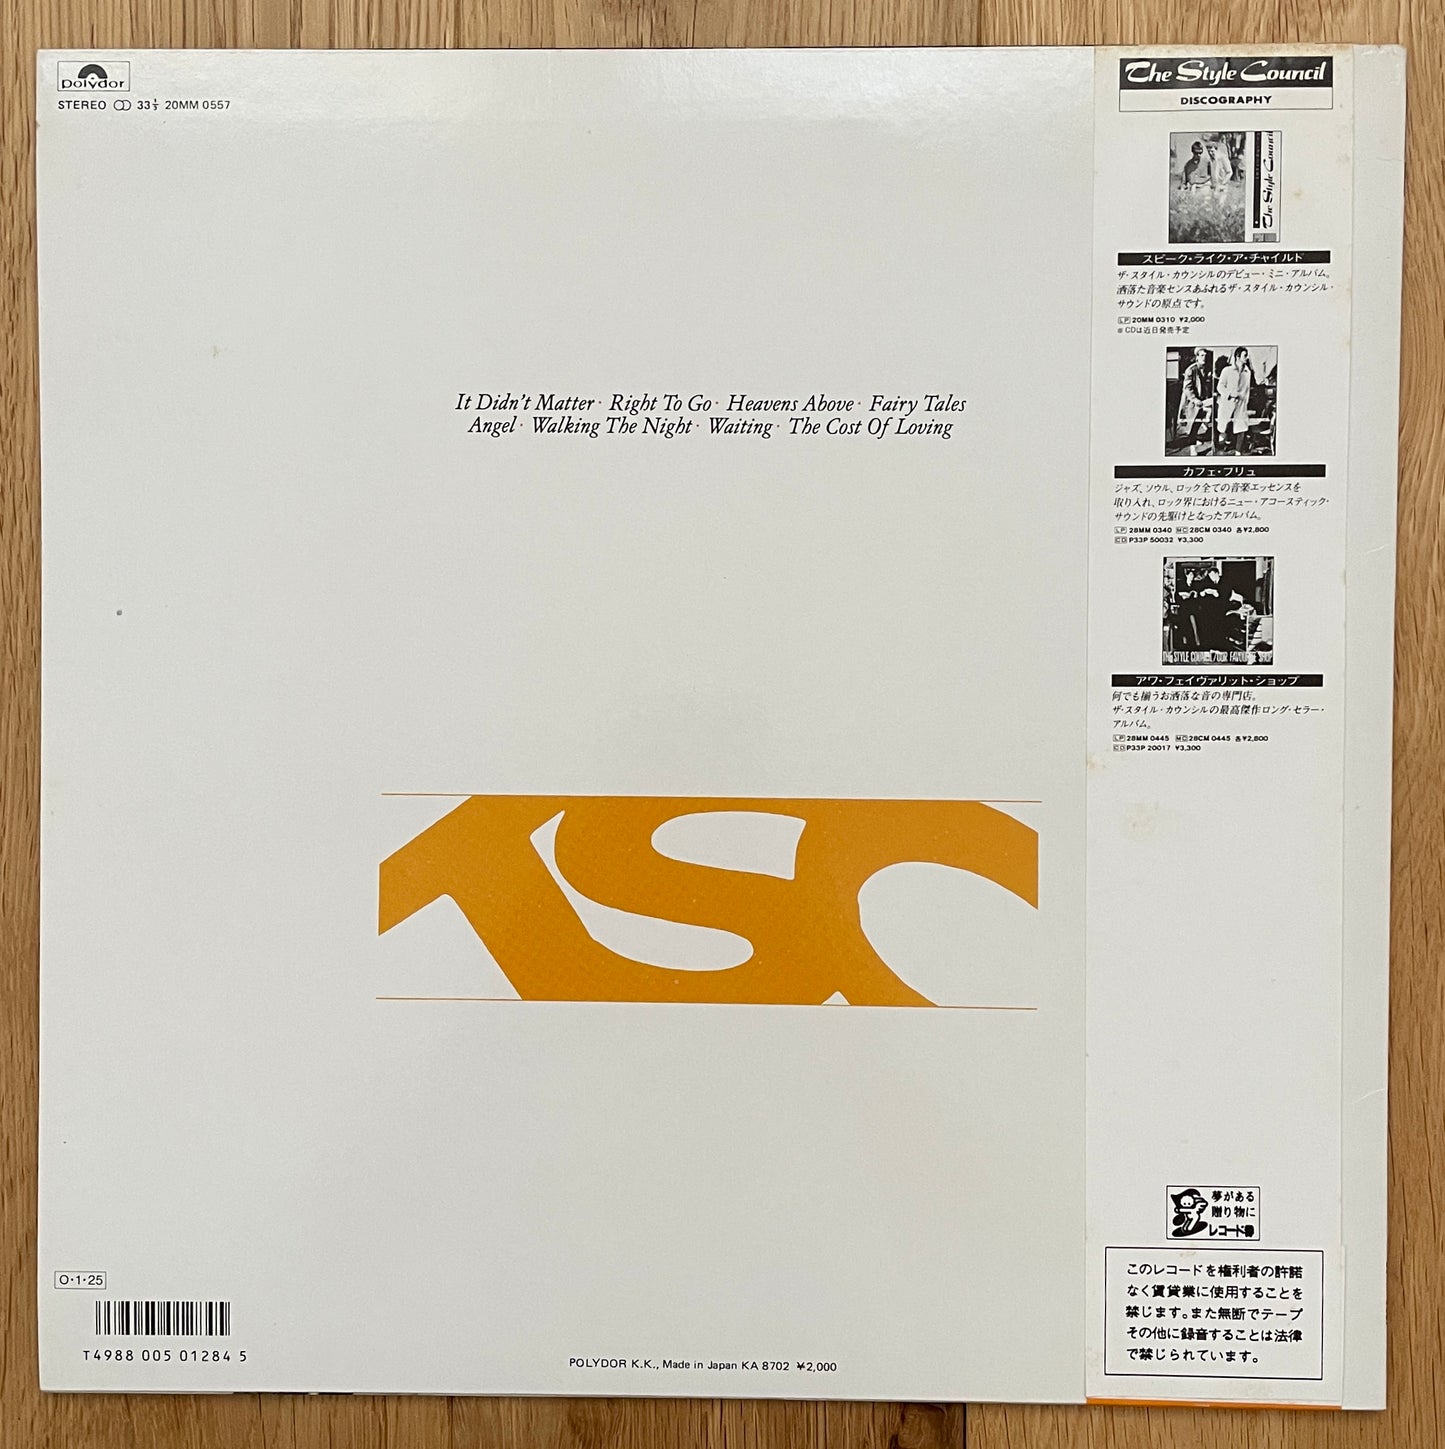 polydor
STEREO 33⅓ 20MM 0557
It Didn't Matter · Right To Go · Heavens Above · Fairy Tales
Angel · Walking The Night · Waiting · The Cost Of Loving
TSC
O·1·25
T4988 005 01284 5
POLYDOR K.K., Made in Japan KA 8702 ¥2,000
The Style Council
DISCOGRAPHY
The Style Council
スピーク・ライク・ア・チャイルド
ザ・スタイル・カウンシルのデビュー・ミニ・アルバム。
洒落た音楽センスあふれるザ・スタイル・カウンシル・
サウンドの原点です。
LP 20MM 0310 ¥2,000
※CDは近日発売予定
カフェ・ブリュ
ジャズ、ソウル、ロック全ての音楽エッセンスを
取り入れ、ロック界におけるニュー・アコースティック・
サウンドの先駆けとなったアルバム。
LP 28MM 0340 MC 28CM 0340 各¥2,800
CD P33P 50032 ¥3,300
THE STYLE COUNCIL/OUR FAVOURITE SHOP
アワ・フェイヴァリット・ショップ
何でも揃うお洒落な音の専門店。
ザ・スタイル・カウンシルの最高傑作ロング・セラー・
アルバム。
LP 28MM 0445 MC 28CM 0445 各¥2,800
CD P33P 20017 ¥3,300
夢がある
贈り物に
レコード券
このレコードを権利者の許諾
なく賃貸業に使用することを
禁じます。また無断でテープ
その他に録音することは法律
で禁じられています。